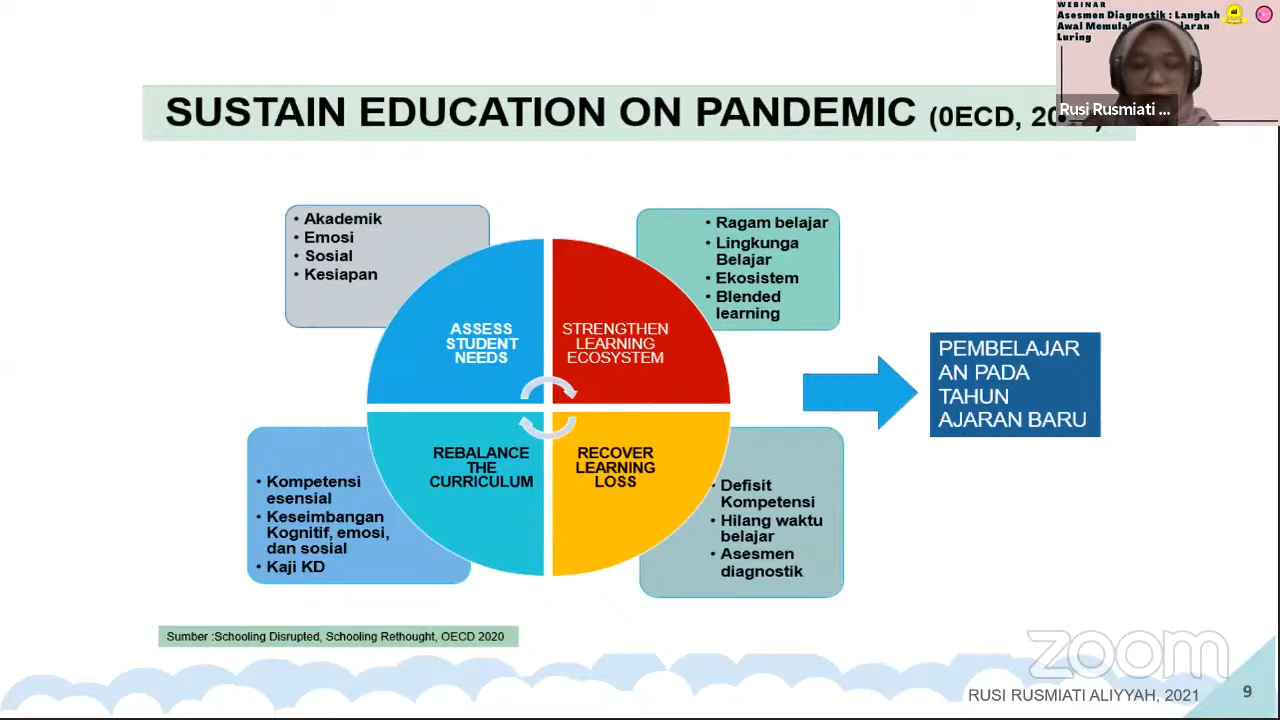 WEBINAR
Asesmen Diagnostik : Langkah
Awal Memulai
Luring
Rusi Rusmiati ...
SUSTAIN EDUCATION ON PANDEMIC (0ECD,
• Akademik
• Emosi
• Sosial
• Kesiapan
• Ragam belajar
• Lingkunga
Belajar
• Ekosistem
• Blended
learning
ASSESS
STUDENT
NEEDS
STRENGTHEN
LEARNING
ECOSYSTEM
PEMBELAJAR
AN PADA
TAHUN
AJARAN BARU
REBALANCE
THE
CURRICULUM
RECOVER
LEARNING
LOSS
• Kompetensi
esensial
• Keseimbangan
Kognitif, emosi,
dan sosial
• Kaji KD
• Defisit
Kompetensi
• Hilang waktu
belajar
• Asesmen
diagnostik
Sumber :Schooling Disrupted, Schooling Rethought, OECD 2020
zoom
RUSI RUSMIATI ALIYYAH, 2021
9